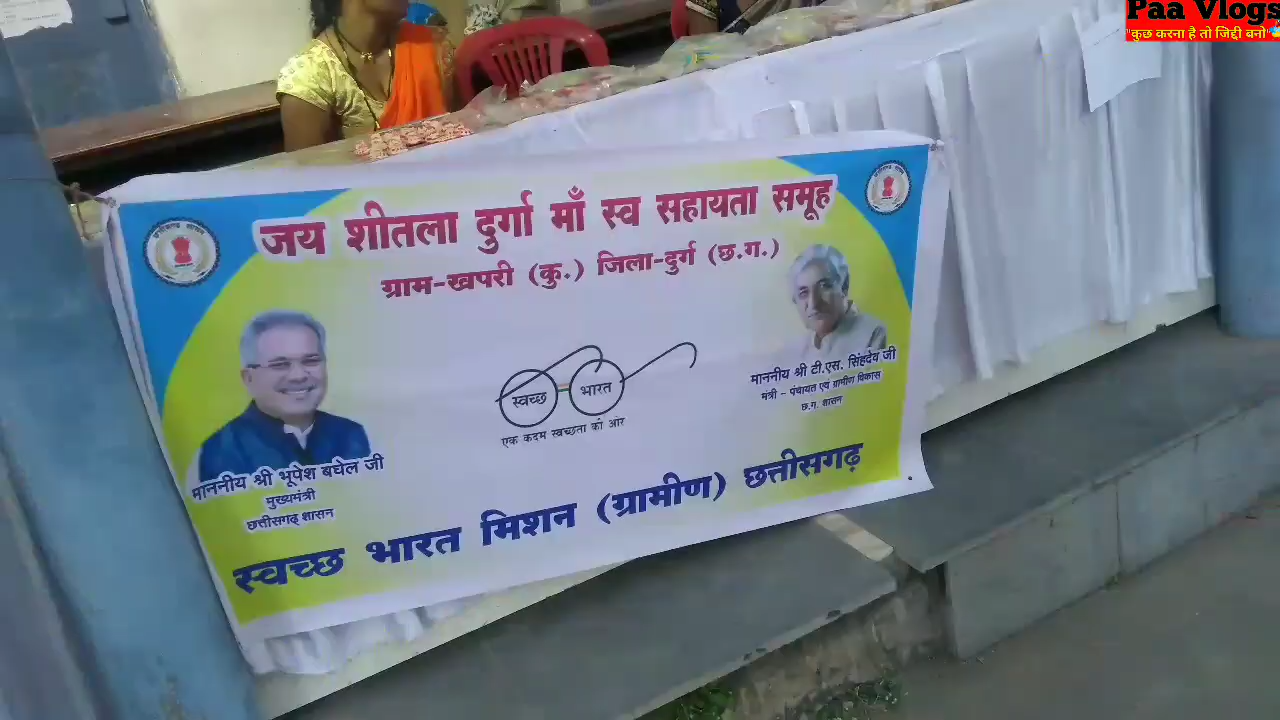 Paa Vlogs
"कुछ करना है तो जिद्दी बनो"
जय शीतला दुर्गा माँ स्व सहायता समूह
ग्राम-खपरी (कु.) जिला-दुर्ग (छ.ग.)
स्वच्छ भारत
एक कदम स्वच्छता की ओर
माननीय श्री टी.एस. सिंहदेव जी
मंत्री - पंचायत एवं ग्रामीण विकास
छ.ग. शासन
माननीय श्री भूपेश बघेल जी
मुख्यमंत्री
छत्तीसगढ़ शासन
स्वच्छ भारत मिशन (ग्रामीण) छत्तीसगढ़